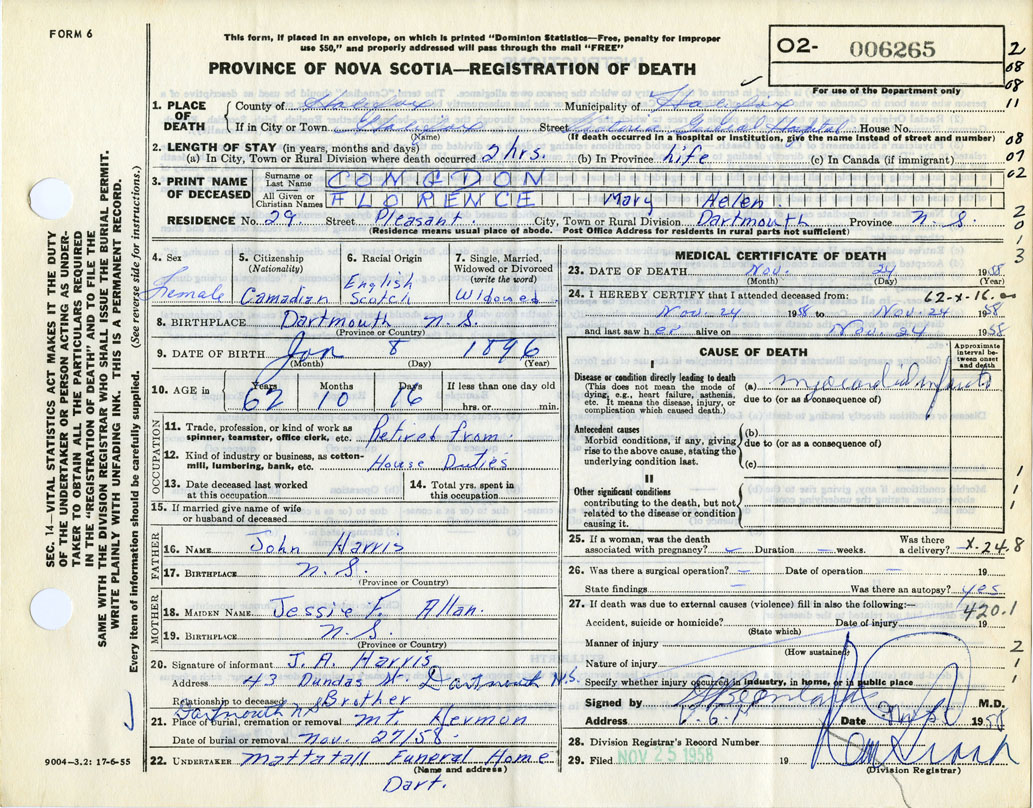 FORM 6
This form, if placed in an envelope, on which is printed "Dominion Statistics—Free, penalty for improper
use $50," and properly addressed will pass through the mail "FREE"
PROVINCE OF NOVA SCOTIA—REGISTRATION OF DEATH
O2- 006265
For use of the Department only
2
08
08
11
08
07
02
2
0
1
3
SEC. 14—VITAL STATISTICS ACT MAKES IT THE DUTY
OF THE UNDERTAKER OR PERSON ACTING AS UNDER-
TAKER TO OBTAIN ALL THE PARTICULARS REQUIRED
IN THE "REGISTRATION OF DEATH" AND TO FILE THE
SAME WITH THE DIVISION REGISTRAR WHO SHALL ISSUE THE BURIAL PERMIT.
WRITE PLAINLY WITH UNFADING INK. THIS IS A PERMANENT RECORD.
Every item of information should be carefully supplied. (See reverse side for instructions.)
1. PLACE OF DEATH
County of Halifax Municipality of Halifax
If in City or Town Halifax Street Hospital House No.
(Name) (If death occurred in a hospital or institution, give the name instead of street and number)
2. LENGTH OF STAY (in years, months and days)
(a) In City, Town or Rural Division where death occurred 2 hrs. (b) In Province Life (c) In Canada (if immigrant)
3. PRINT NAME OF DECEASED
Surname or Last Name CONGDON
All Given or Christian Names FLORENCE Mary Helen
RESIDENCE No. 29 Street Pleasant City, Town or Rural Division Dartmouth Province N.S.
(Residence means usual place of abode. Post Office Address for residents in rural parts not sufficient)
4. Sex
Female
5. Citizenship
(Nationality)
Canadian
6. Racial Origin
English
Scotch
7. Single, Married,
Widowed or Divorced
(write the word)
Widowed
8. BIRTHPLACE Dartmouth N.S.
(Province or Country)
9. DATE OF BIRTH Jan 8 1896
(Month) (Day) (Year)
10. AGE in Years Months Days If less than one day old
62 10 16 hrs. or min.
OCCUPATION
11. Trade, profession, or kind of work as
spinner, teamster, office clerk, etc. Retired from
12. Kind of industry or business, as cotton-
mill, lumbering, bank, etc. House Duties
13. Date deceased last worked
at this occupation
14. Total yrs. spent in
this occupation
15. If married give name of wife
or husband of deceased
FATHER
16. NAME John Harris
17. BIRTHPLACE N.S.
(Province or Country)
MOTHER
18. MAIDEN NAME Jessie F. Allan
19. BIRTHPLACE N.S.
(Province or Country)
20. Signature of informant J. A. Harris
Address 43 Dundas St Dartmouth N.S.
Relationship to deceased Brother
Dartmouth N.S.
21. Place of burial, cremation or removal Mt. Hermon
Date of burial or removal Nov. 27/58
22. UNDERTAKER Mattatall Funeral Home
(Name and address)
Dart.
9004—3.2: 17-6-55
MEDICAL CERTIFICATE OF DEATH
23. DATE OF DEATH Nov. 24 1958
(Month) (Day) (Year)
24. I HEREBY CERTIFY that I attended deceased from: 62-X-16
Nov. 24 1958 to Nov. 24 1958
and last saw her alive on Nov. 24 1958
CAUSE OF DEATH
Approximate
interval be-
tween onset
and death
I
Disease or condition directly leading to death
(This does not mean the mode of
dying, e.g., heart failure, asthenia,
etc. It means the disease, injury, or
complication which caused death.)
(a)
due to (or as a consequence of)
Antecedent causes
Morbid conditions, if any, giving
rise to the above cause, stating the
underlying condition last.
(b)
due to (or as a consequence of)
(c)
II
Other significant conditions
contributing to the death, but not
related to the disease or condition
causing it.
1
1
1
25. If a woman, was the death
associated with pregnancy? Duration — weeks. Was there
a delivery? X-24.8
26. Was there a surgical operation? — Date of operation — 19
State findings — Was there an autopsy? yes
27. If death was due to external causes (violence) fill in also the following:— 420.1
Accident, suicide or homicide? Date of injury 19
(State which)
Manner of injury 2
(How sustained)
Nature of injury 1
Specify whether injury occurred in industry, in home, or in public place 1
Signed by M.D.
Address V.G.H. Date 1958
28. Division Registrar's Record Number
29. Filed NOV 25 1958 19
(Division Registrar)